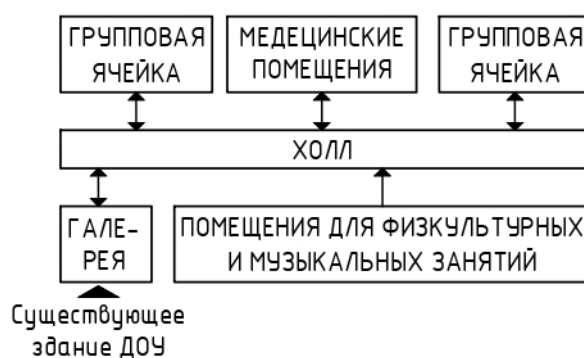 ГРУППОВАЯ
ЯЧЕЙКА
МЕДЕЦИНСКИЕ
ПОМЕЩЕНИЯ
ГРУППОВАЯ
ЯЧЕЙКА
ХОЛЛ
ГАЛЕ-
РЕЯ
ПОМЕЩЕНИЯ ДЛЯ ФИЗКУЛЬТУРНЫХ
И МУЗЫКАЛЬНЫХ ЗАНЯТИЙ
Существующее
здание ДОУ